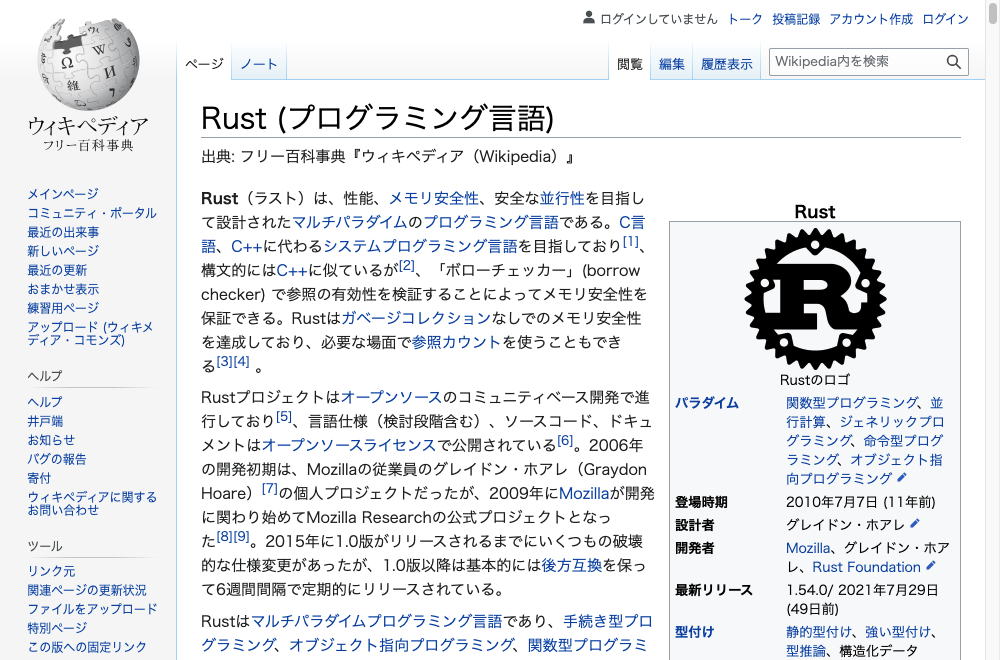 ログインしていません トーク 投稿記録 アカウント作成 ログイン
ページ ノート 閲覧 編集 履歴表示 Wikipedia内を検索
Ω W 維 И
ウィキペディア
フリー百科事典
メインページ
コミュニティ・ポータル
最近の出来事
新しいページ
最近の更新
おまかせ表示
練習用ページ
アップロード (ウィキメ
ディア・コモンズ)
ヘルプ
ヘルプ
井戸端
お知らせ
バグの報告
寄付
ウィキペディアに関する
お問い合わせ
ツール
リンク元
関連ページの更新状況
ファイルをアップロード
特別ページ
この版への固定リンク
Rust (プログラミング言語)
出典: フリー百科事典『ウィキペディア（Wikipedia）』
Rust（ラスト）は、性能、メモリ安全性、安全な並行性を目指し
て設計されたマルチパラダイムのプログラミング言語である。C言
語、C++に代わるシステムプログラミング言語を目指しており[1]、
構文的にはC++に似ているが[2]、「ボローチェッカー」(borrow
checker) で参照の有効性を検証することによってメモリ安全性を
保証できる。Rustはガベージコレクションなしでのメモリ安全性
を達成しており、必要な場面で参照カウントを使うこともでき
る[3][4] 。
Rustプロジェクトはオープンソースのコミュニティベース開発で進
行しており[5]、言語仕様（検討段階含む）、ソースコード、ドキュ
メントはオープンソースライセンスで公開されている[6]。2006年
の開発初期は、Mozillaの従業員のグレイドン・ホアレ（Graydon
Hoare）[7]の個人プロジェクトだったが、2009年にMozillaが開発
に関わり始めてMozilla Researchの公式プロジェクトとなっ
た[8][9]。2015年に1.0版がリリースされるまでにいくつもの破壊
的な仕様変更があったが、1.0版以降は基本的には後方互換を保っ
て6週間間隔で定期的にリリースされている。
Rustはマルチパラダイムプログラミング言語であり、手続き型プロ
グラミング、オブジェクト指向プログラミング、関数型プログラミ
Rust
R
Rustのロゴ
パラダイム 関数型プログラミング、並
行計算、ジェネリックプロ
グラミング、命令型プログ
ラミング、オブジェクト指
向プログラミング
登場時期 2010年7月7日 (11年前)
設計者 グレイドン・ホアレ
開発者 Mozilla、グレイドン・ホア
レ、Rust Foundation
最新リリース 1.54.0/ 2021年7月29日
(49日前)
型付け 静的型付け、強い型付け、
型推論、構造化データ